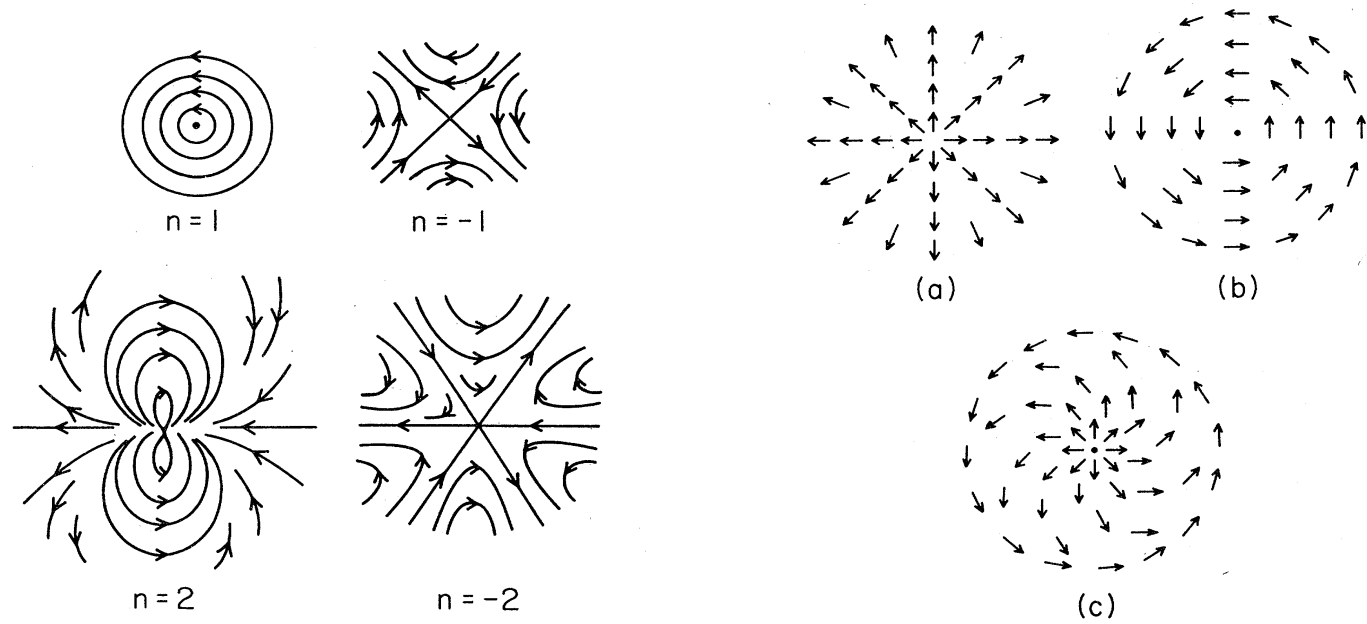 n = 1
n = -1
n = 2
n = -2
(a)
(b)
(c)